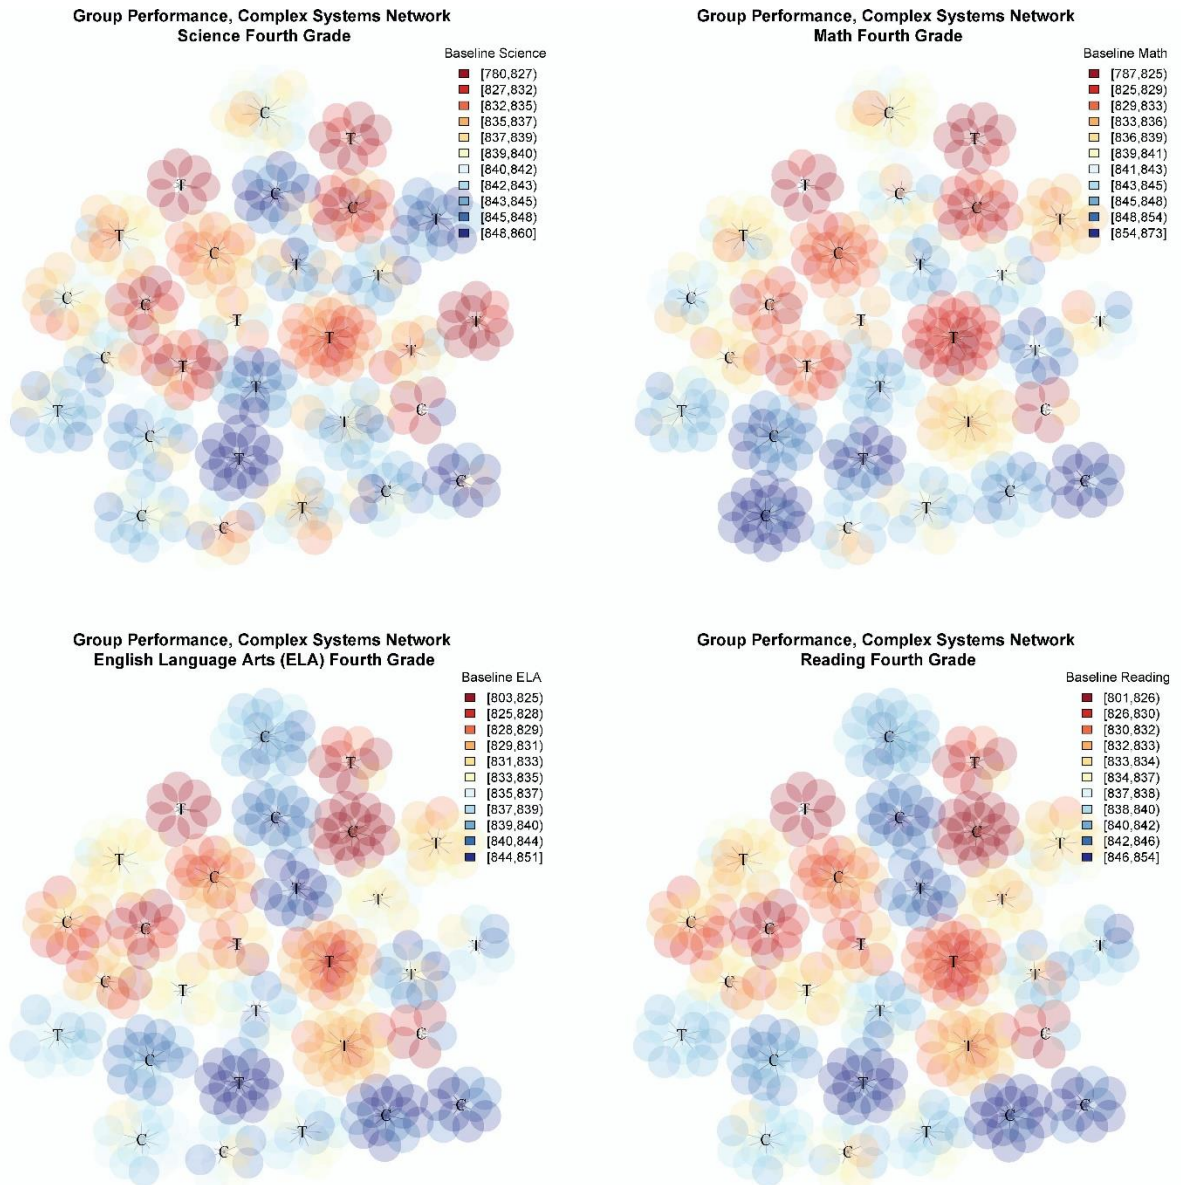 Group Performance, Complex Systems Network
Science Fourth Grade
Baseline Science
[780,827)
[827,832)
[832,835)
[835,837)
[837,839)
[839,840)
[840,842)
[842,843)
[843,845)
[845,848)
[848,860]
C
T
T
C
C
T
T
C
T
T
C
C
T
T
T
T
C
T
T
T
C
T
C
T
C
C
T
C
C
Group Performance, Complex Systems Network
Math Fourth Grade
Baseline Math
[787,825)
[825,829)
[829,833)
[833,836)
[836,839)
[839,841)
[841,843)
[843,845)
[845,848)
[848,854)
[854,873]
C
T
T
C
C
T
T
C
T
T
C
C
T
T
T
T
C
T
T
T
C
T
C
T
C
C
T
C
C
Group Performance, Complex Systems Network
English Language Arts (ELA) Fourth Grade
Baseline ELA
[803,825)
[825,828)
[828,829)
[829,831)
[831,833)
[833,835)
[835,837)
[837,839)
[839,840)
[840,844)
[844,851]
C
T
T
C
C
T
T
C
T
T
C
C
T
T
T
T
C
T
T
T
C
T
C
T
C
C
T
C
C
Group Performance, Complex Systems Network
Reading Fourth Grade
Baseline Reading
[801,826)
[826,830)
[830,832)
[832,833)
[833,834)
[834,837)
[837,838)
[838,840)
[840,842)
[842,846)
[846,854]
C
T
T
C
C
T
T
C
T
T
C
C
T
T
T
T
C
T
T
T
C
T
C
T
C
C
T
C
C